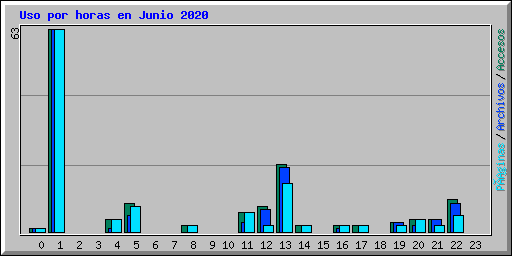 Uso por horas en Junio 2020
63
Páginas / Archivos / Accesos
0 1 2 3 4 5 6 7 8 9 10 11 12 13 14 15 16 17 18 19 20 21 22 23